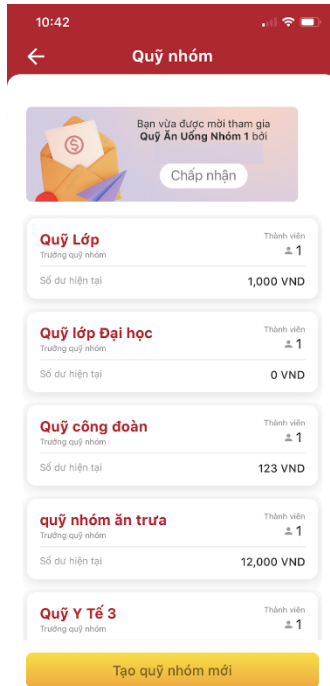 10:42
Quỹ nhóm
Bạn vừa được mời tham gia
Quỹ Ăn Uống Nhóm 1 bởi
Chấp nhận
Quỹ Lớp
Thành viên
Trưởng quỹ nhóm
1
Số dư hiện tại
1,000 VND
Quỹ lớp Đại học
Thành viên
Trưởng quỹ nhóm
1
Số dư hiện tại
0 VND
Quỹ công đoàn
Thành viên
Trưởng quỹ nhóm
1
Số dư hiện tại
123 VND
quỹ nhóm ăn trưa
Thành viên
Trưởng quỹ nhóm
1
Số dư hiện tại
12,000 VND
Quỹ Y Tế 3
Thành viên
Trưởng quỹ nhóm
1
Tạo quỹ nhóm mới